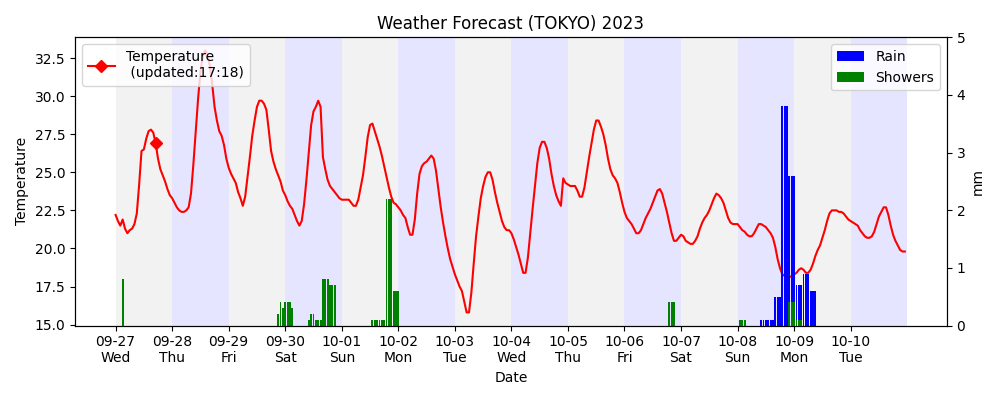 Weather Forecast (TOKYO) 2023
Temperature
(updated:17:18)
Rain
Showers
Temperature
32.5
30.0
27.5
25.0
22.5
20.0
17.5
15.0
5
4
3
2
1
0
mm
09-27 09-28 09-29 09-30 10-01 10-02 10-03 10-04 10-05 10-06 10-07 10-08 10-09 10-10
Wed Thu Fri Sat Sun Mon Tue Wed Thu Fri Sat Sun Mon Tue
Date